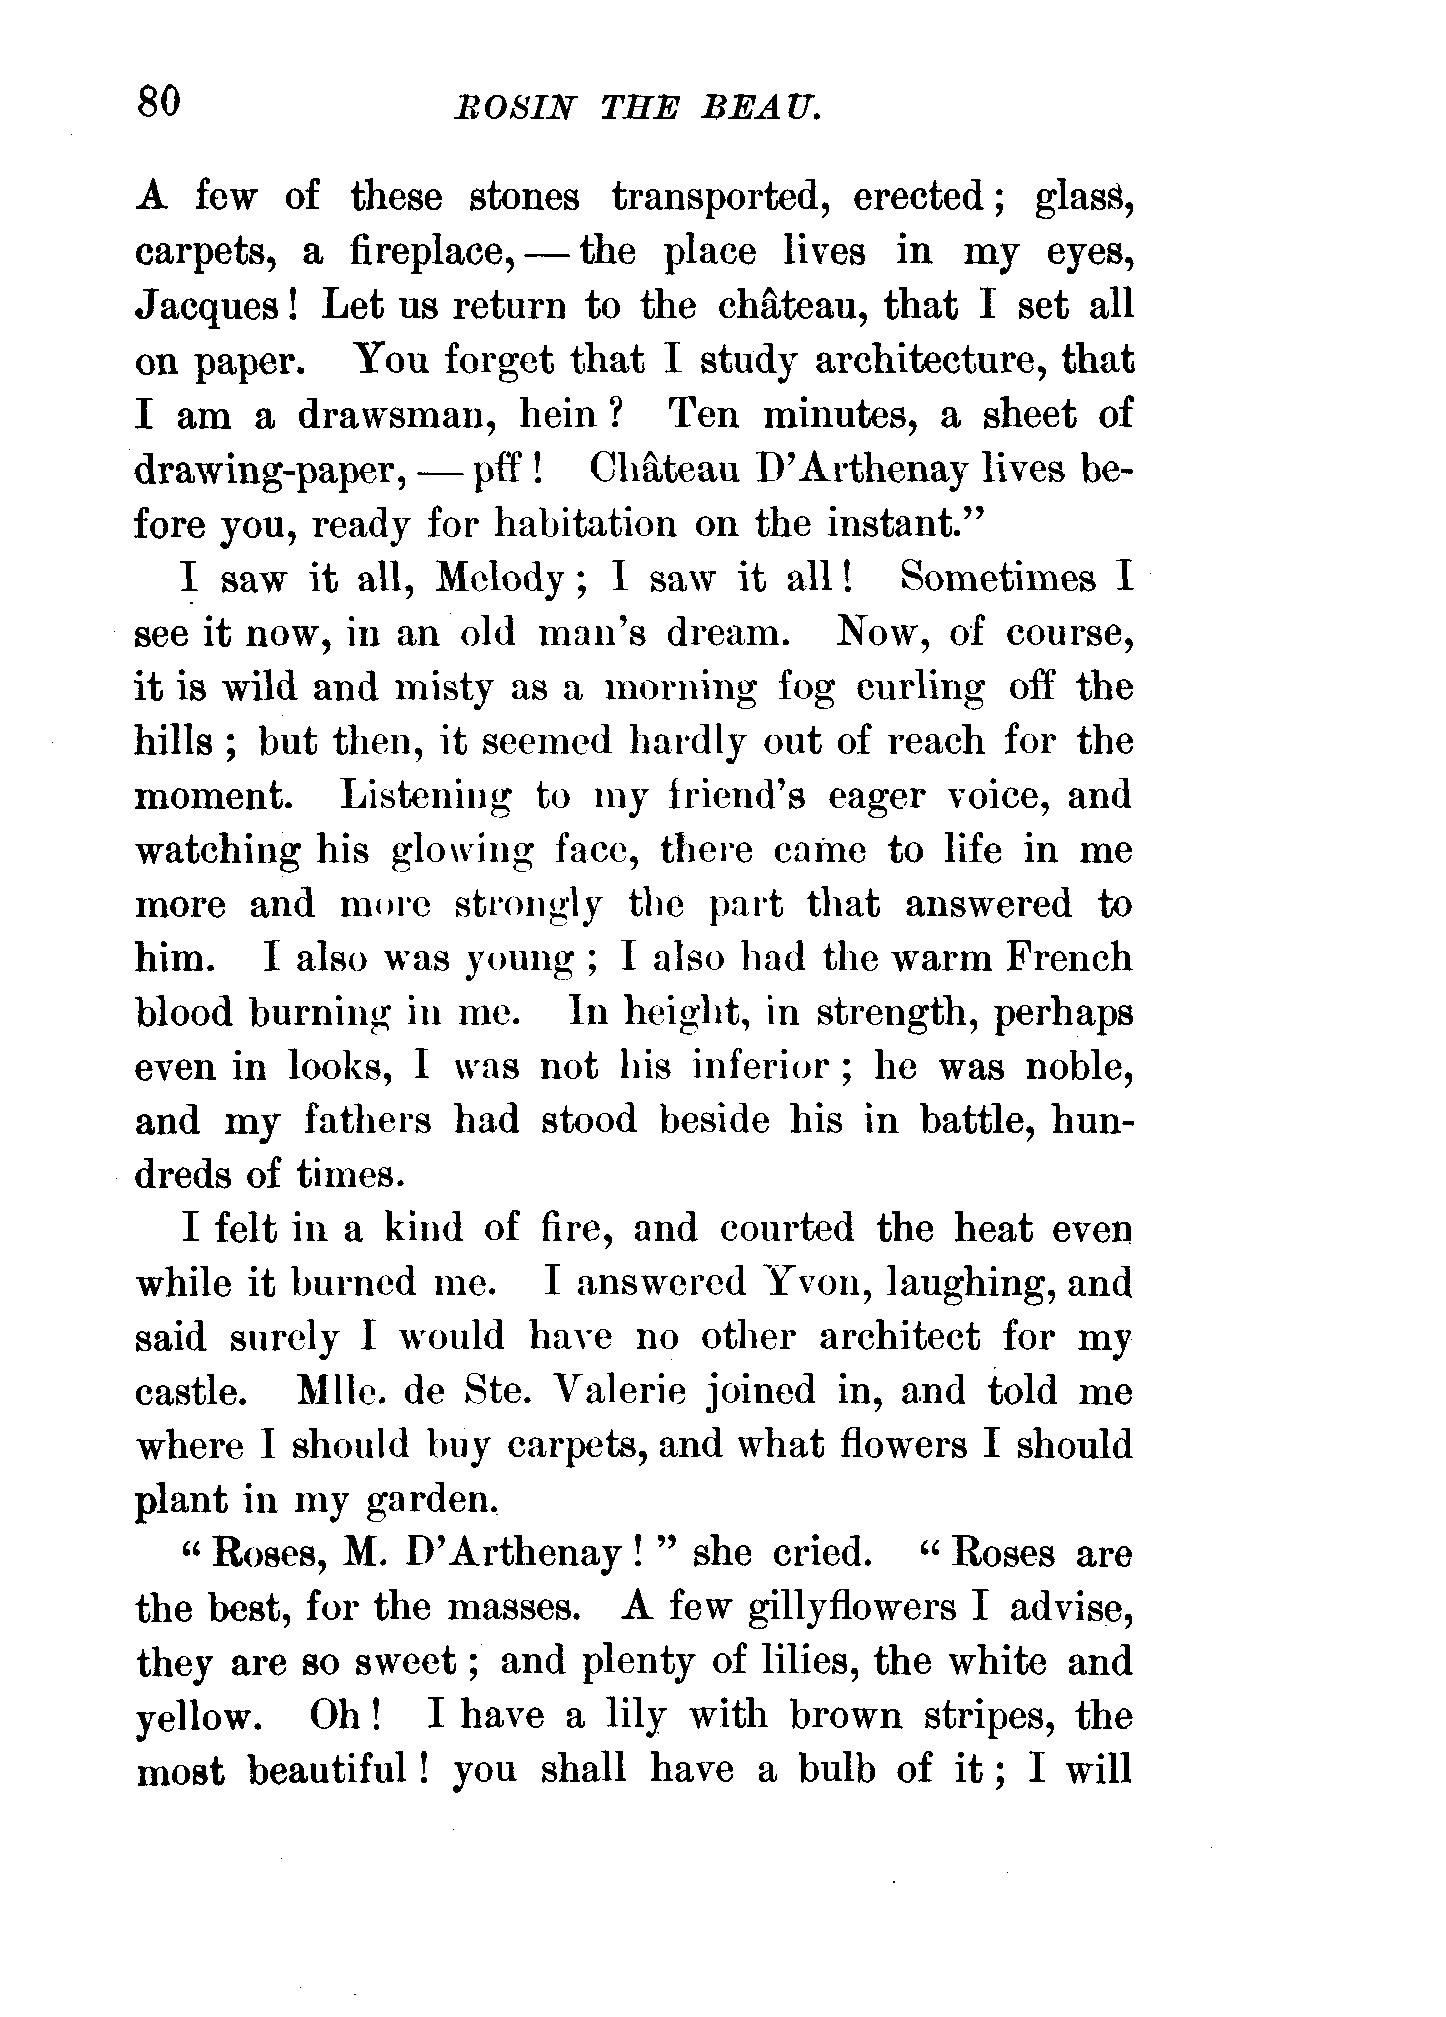 80 ROSIN THE BEAU.
A few of these stones transported, erected; glass,
carpets, a fireplace, — the place lives in my eyes,
Jacques! Let us return to the château, that I set all
on paper. You forget that I study architecture, that
I am a drawsman, hein? Ten minutes, a sheet of
drawing-paper, — pff! Château D'Arthenay lives be-
fore you, ready for habitation on the instant."
I saw it all, Melody; I saw it all! Sometimes I
see it now, in an old man's dream. Now, of course,
it is wild and misty as a morning fog curling off the
hills; but then, it seemed hardly out of reach for the
moment. Listening to my friend's eager voice, and
watching his glowing face, there came to life in me
more and more strongly the part that answered to
him. I also was young; I also had the warm French
blood burning in me. In height, in strength, perhaps
even in looks, I was not his inferior; he was noble,
and my fathers had stood beside his in battle, hun-
dreds of times.
I felt in a kind of fire, and courted the heat even
while it burned me. I answered Yvon, laughing, and
said surely I would have no other architect for my
castle. Mlle. de Ste. Valerie joined in, and told me
where I should buy carpets, and what flowers I should
plant in my garden.
"Roses, M. D'Arthenay!" she cried. "Roses are
the best, for the masses. A few gillyflowers I advise,
they are so sweet; and plenty of lilies, the white and
yellow. Oh! I have a lily with brown stripes, the
most beautiful! you shall have a bulb of it; I will